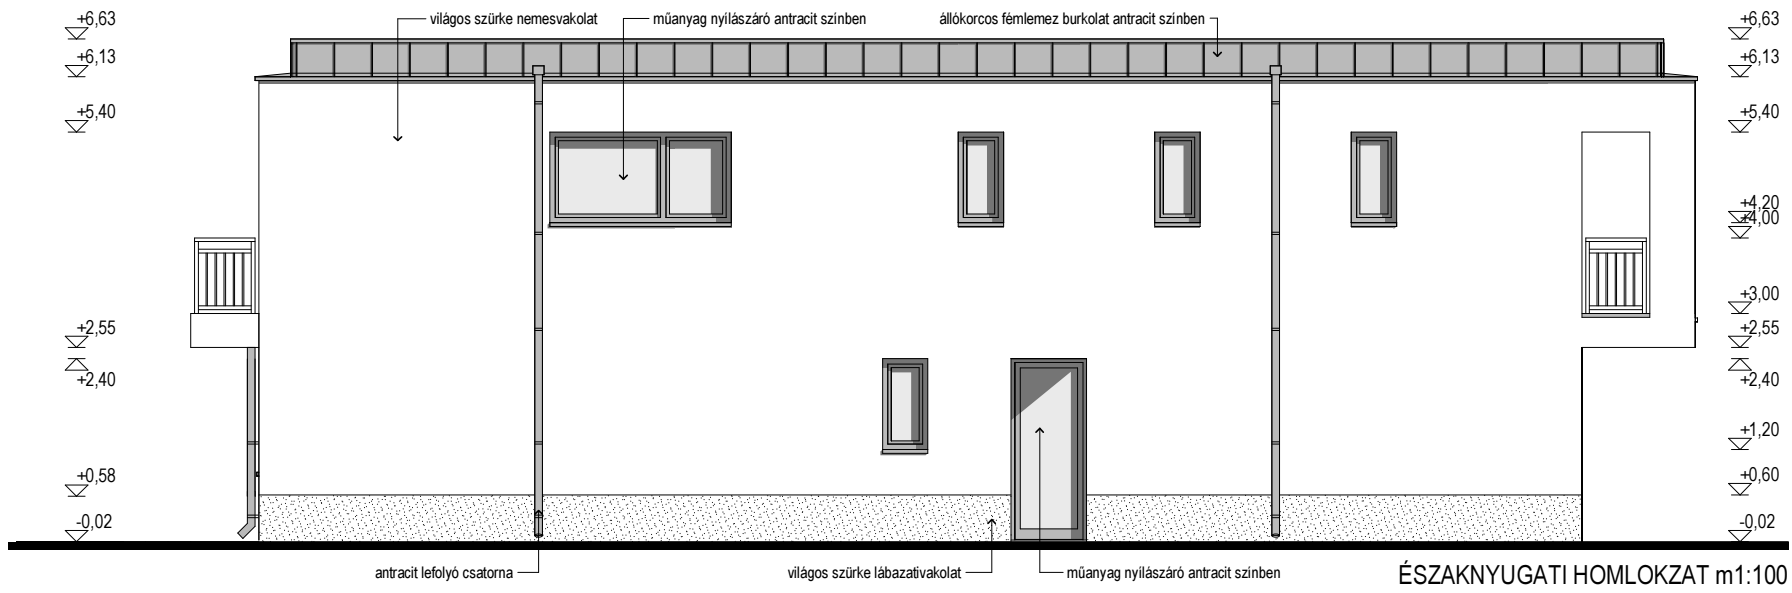 +6,63
világos szürke nemesvakolat
műanyag nyílászáró antracit színben
állókorcos fémlemez burkolat antracit színben
+6,63
+6,13
+6,13
+5,40
+5,40
+4,20
+4,00
+3,00
+2,55
+2,55
+2,40
+2,40
+1,20
+0,58
+0,60
-0,02
-0,02
antracit lefolyó csatorna
világos szürke lábazativakolat
műanyag nyílászáró antracit színben
ÉSZAKNYUGATI HOMLOKZAT m1:100